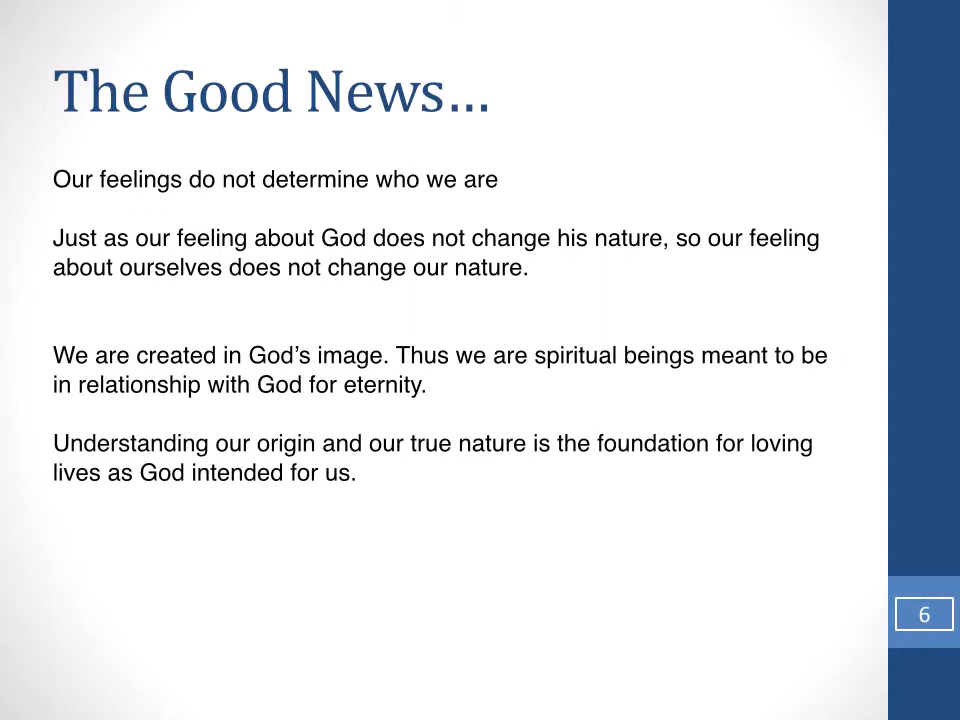 The Good News…
Our feelings do not determine who we are
Just as our feeling about God does not change his nature, so our feeling
about ourselves does not change our nature.
We are created in God’s image. Thus we are spiritual beings meant to be
in relationship with God for eternity.
Understanding our origin and our true nature is the foundation for loving
lives as God intended for us.
6